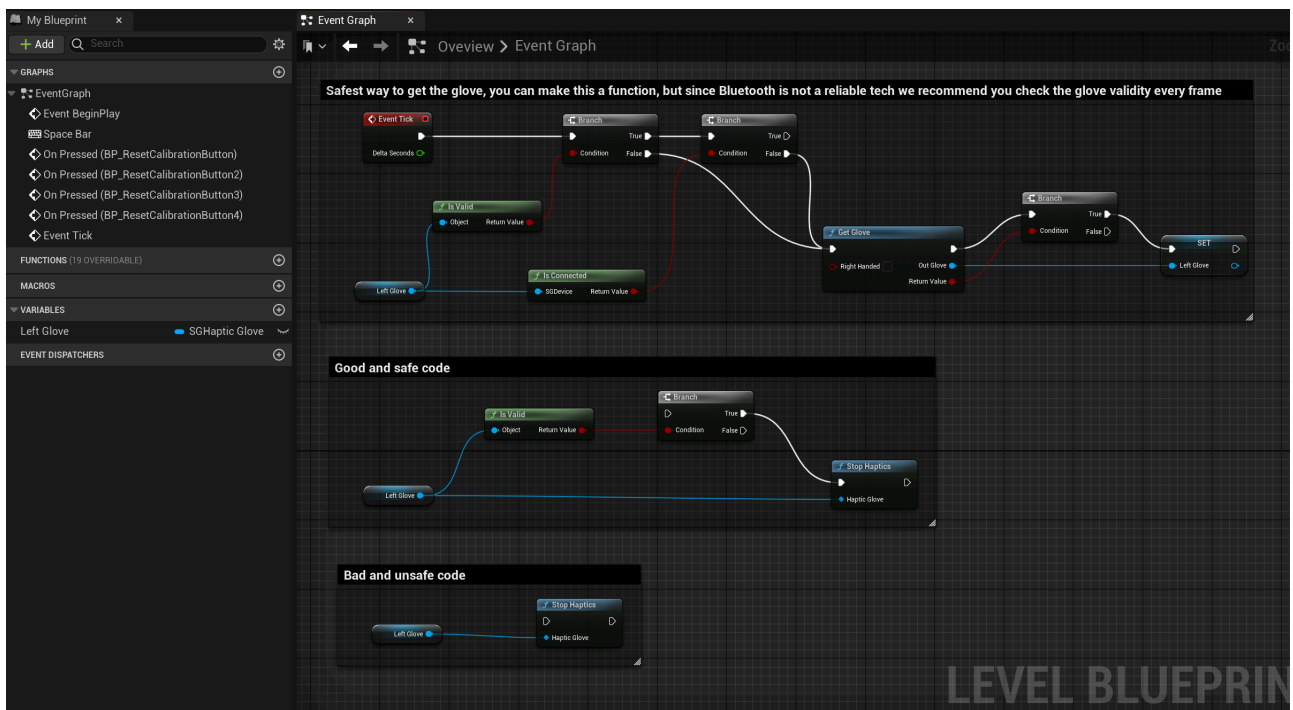 My Blueprint
Event Graph
Add
Search
Oveview
Event Graph
Zoo
GRAPHS
EventGraph
Event BeginPlay
Space Bar
On Pressed (BP_ResetCalibrationButton)
On Pressed (BP_ResetCalibrationButton2)
On Pressed (BP_ResetCalibrationButton3)
On Pressed (BP_ResetCalibrationButton4)
Event Tick
FUNCTIONS (19 OVERRIDABLE)
MACROS
VARIABLES
Left Glove
SGHaptic Glove
EVENT DISPATCHERS
Safest way to get the glove, you can make this a function, but since Bluetooth is not a reliable tech we recommend you check the glove validity every frame
Event Tick
Delta Seconds
Branch
True
Condition
False
Branch
True
Condition
False
Is Valid
Object
Return Value
Left Glove
Is Connected
SGDevice
Return Value
Get Glove
Right Handed
Out Glove
Return Value
Branch
True
Condition
False
SET
Left Glove
Good and safe code
Is Valid
Object
Return Value
Branch
True
Condition
False
Left Glove
Stop Haptics
Haptic Glove
Bad and unsafe code
Stop Haptics
Left Glove
Haptic Glove
LEVEL BLUEPRIN